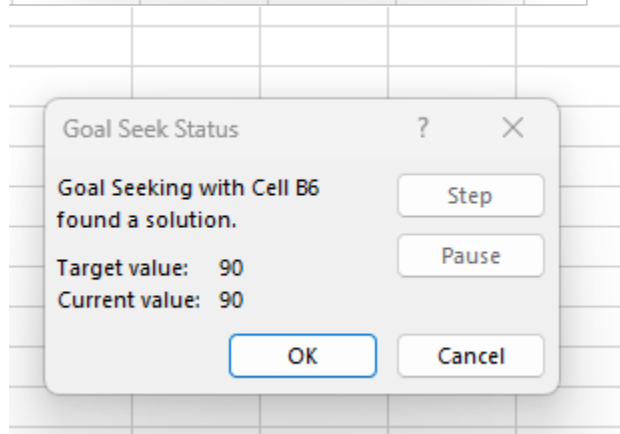 Goal Seek Status ?
Goal Seeking with Cell B6
found a solution.
Step
Pause
Target value: 90
Current value: 90
OK
Cancel